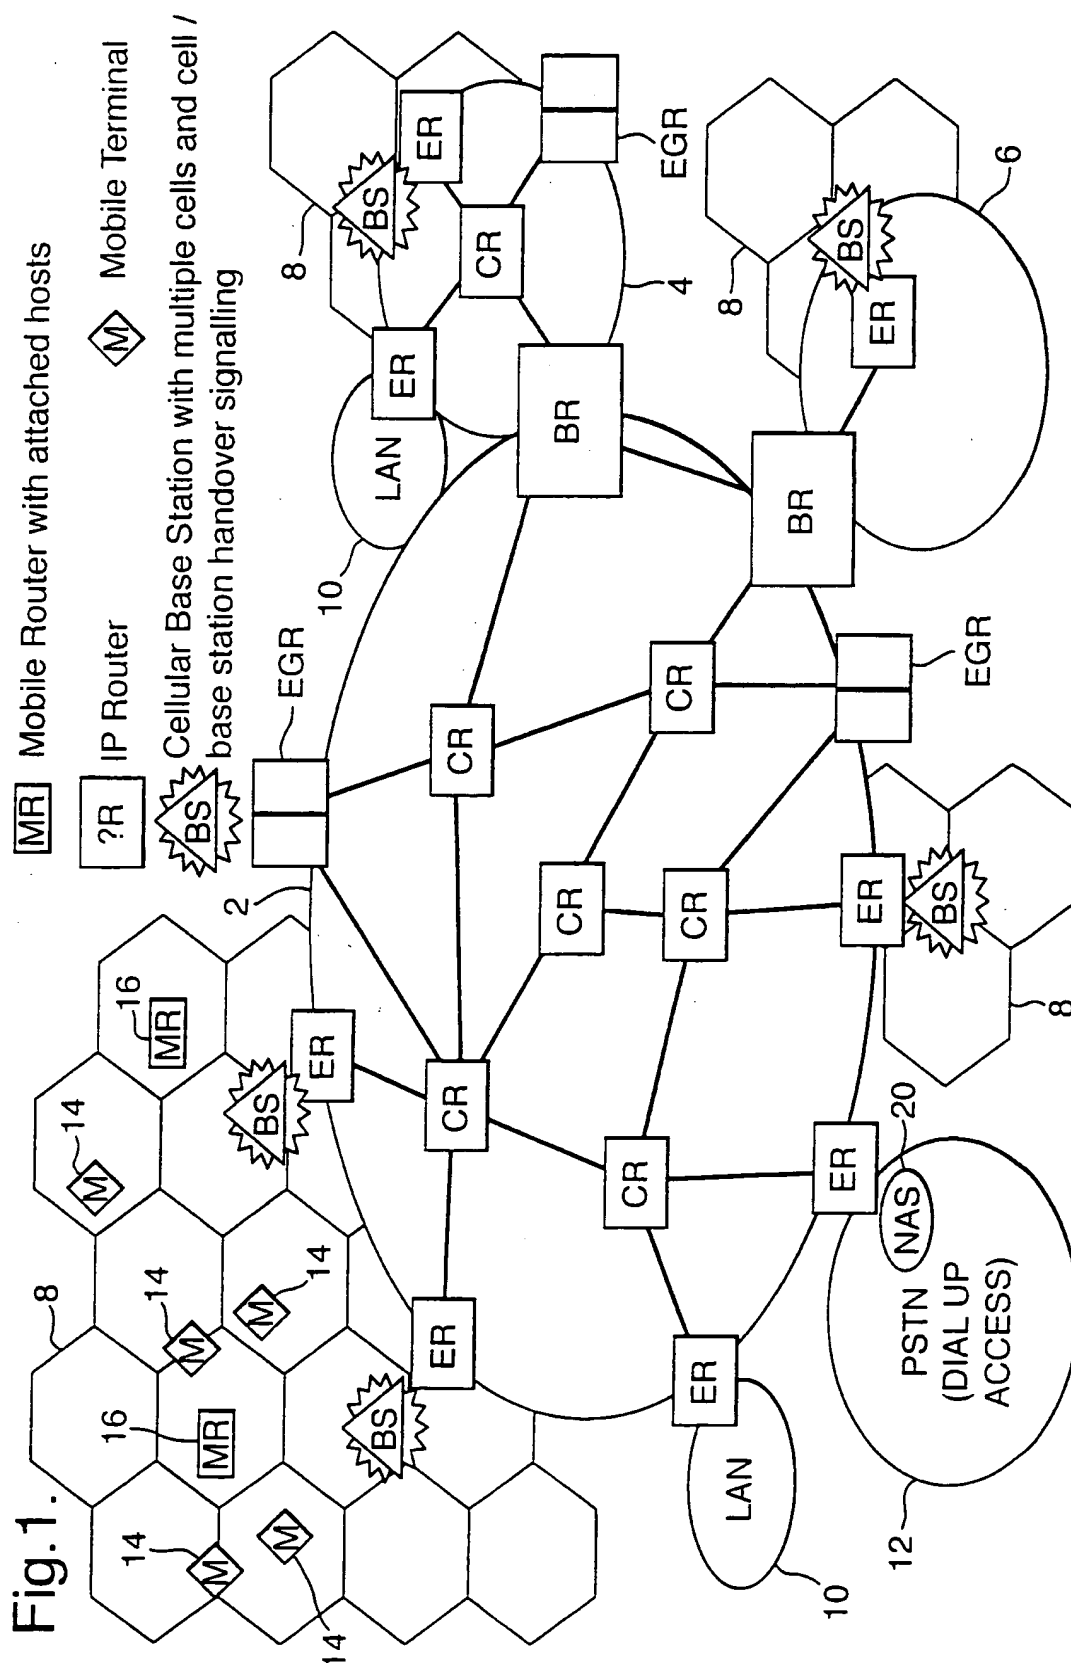 Fig.1.
MR Mobile Router with attached hosts
?R IP Router
M Mobile Terminal
BS Cellular Base Station with multiple cells and cell /
base station handover signalling
8
14
M
16
MR
14
M
16
MR
14
M
14
M
14
M
BS
ER
BS
ER
2
EGR
10
LAN
ER
8
BS
ER
CR
EGR
4
BR
CR
CR
CR
CR
CR
CR
8
BS
ER
6
BR
EGR
ER
BS
8
ER
20
NAS
PSTN
(DIAL UP
ACCESS)
12
ER
LAN
10